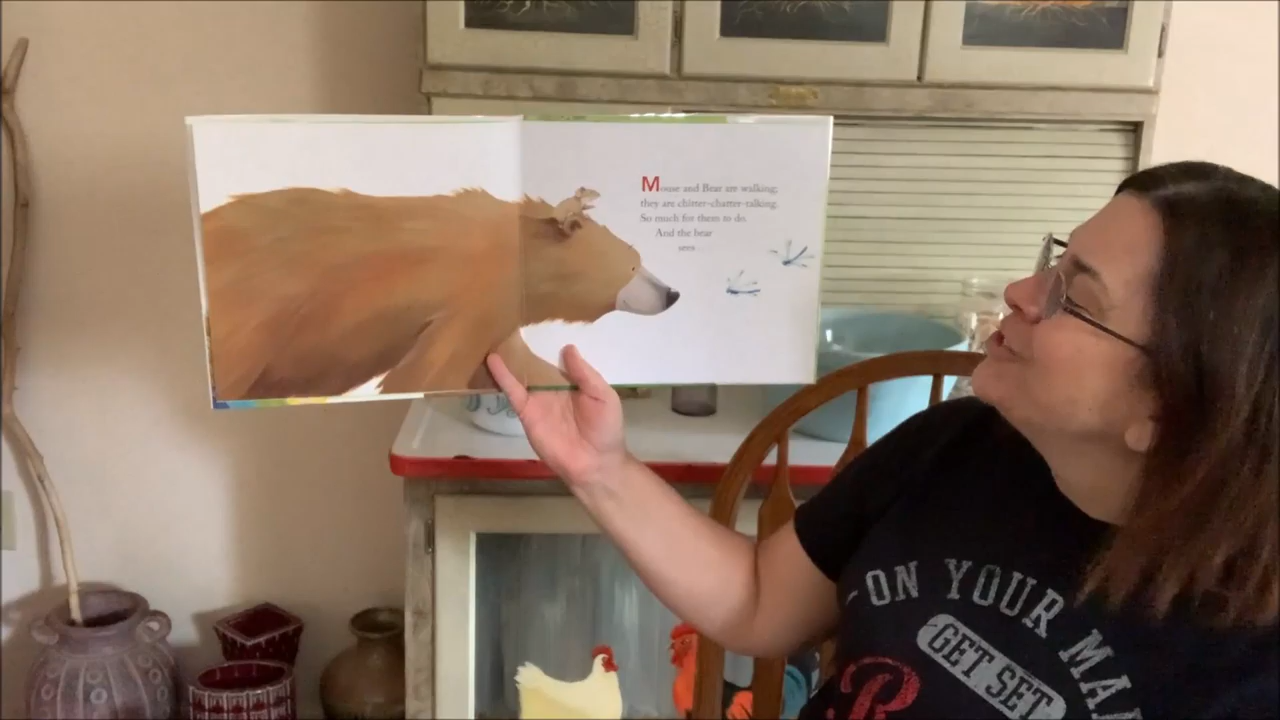 Mouse and Bear are walking;
they are chitter-chatter-talking.
So much for them to do.
And the bear
sees
ON YOUR MA
GET SET